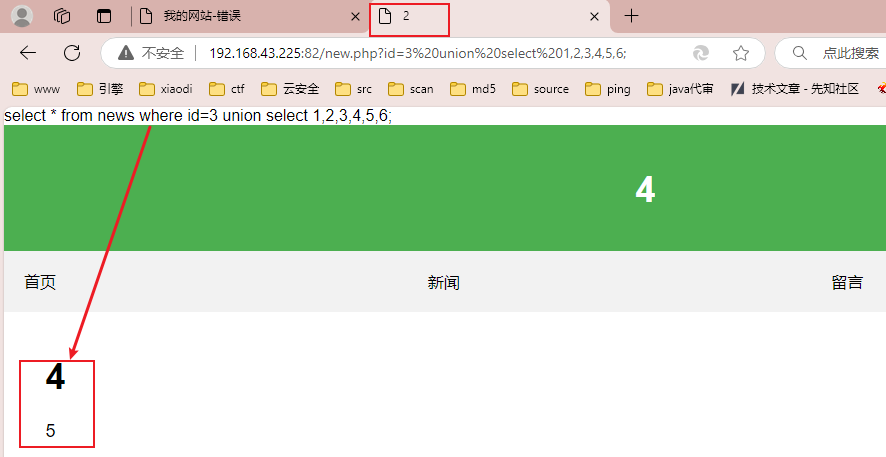 我的网站-错误
2
不安全
192.168.43.225:82/new.php?id=3%20union%20select%201,2,3,4,5,6;
点此搜索
www
引擎
xiaodi
ctf
云安全
src
scan
md5
source
ping
java代审
技术文章 - 先知社区
select * from news where id=3 union select 1,2,3,4,5,6;
4
首页
新闻
留言
4
5